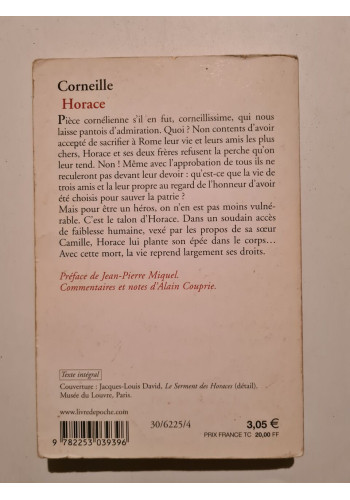 Corneille
Horace
Pièce cornélienne s'il en fut, corneillissime, qui nous
laisse pantois d'admiration. Quoi ? Non contents d'avoir
accepté de sacrifier à Rome leur vie et leurs amis les plus
chers, Horace et ses deux frères refusent la perche qu'on
leur tend. Non ! Même avec l'approbation de tous ils ne
reculeront pas devant leur devoir : qu'est-ce que la vie de
trois amis et la leur propre au regard de l'honneur d'avoir
été choisis pour sauver la patrie ?
Mais pour être un héros, on n'en est pas moins vulné-
rable. C'est le talon d'Horace. Dans un soudain accès
de faiblesse humaine, vexé par les propos de sa sœur
Camille, Horace lui plante son épée dans le corps...
Avec cette mort, la vie reprend largement ses droits.
Préface de Jean-Pierre Miquel.
Commentaires et notes d'Alain Couprie.
Texte intégral
Couverture : Jacques-Louis David, Le Serment des Horaces (détail).
Musée du Louvre, Paris.
www.livredepoche.com
9 782253 039396
30/6225/4
3,05 €
PRIX FRANCE TC 20,00 FF